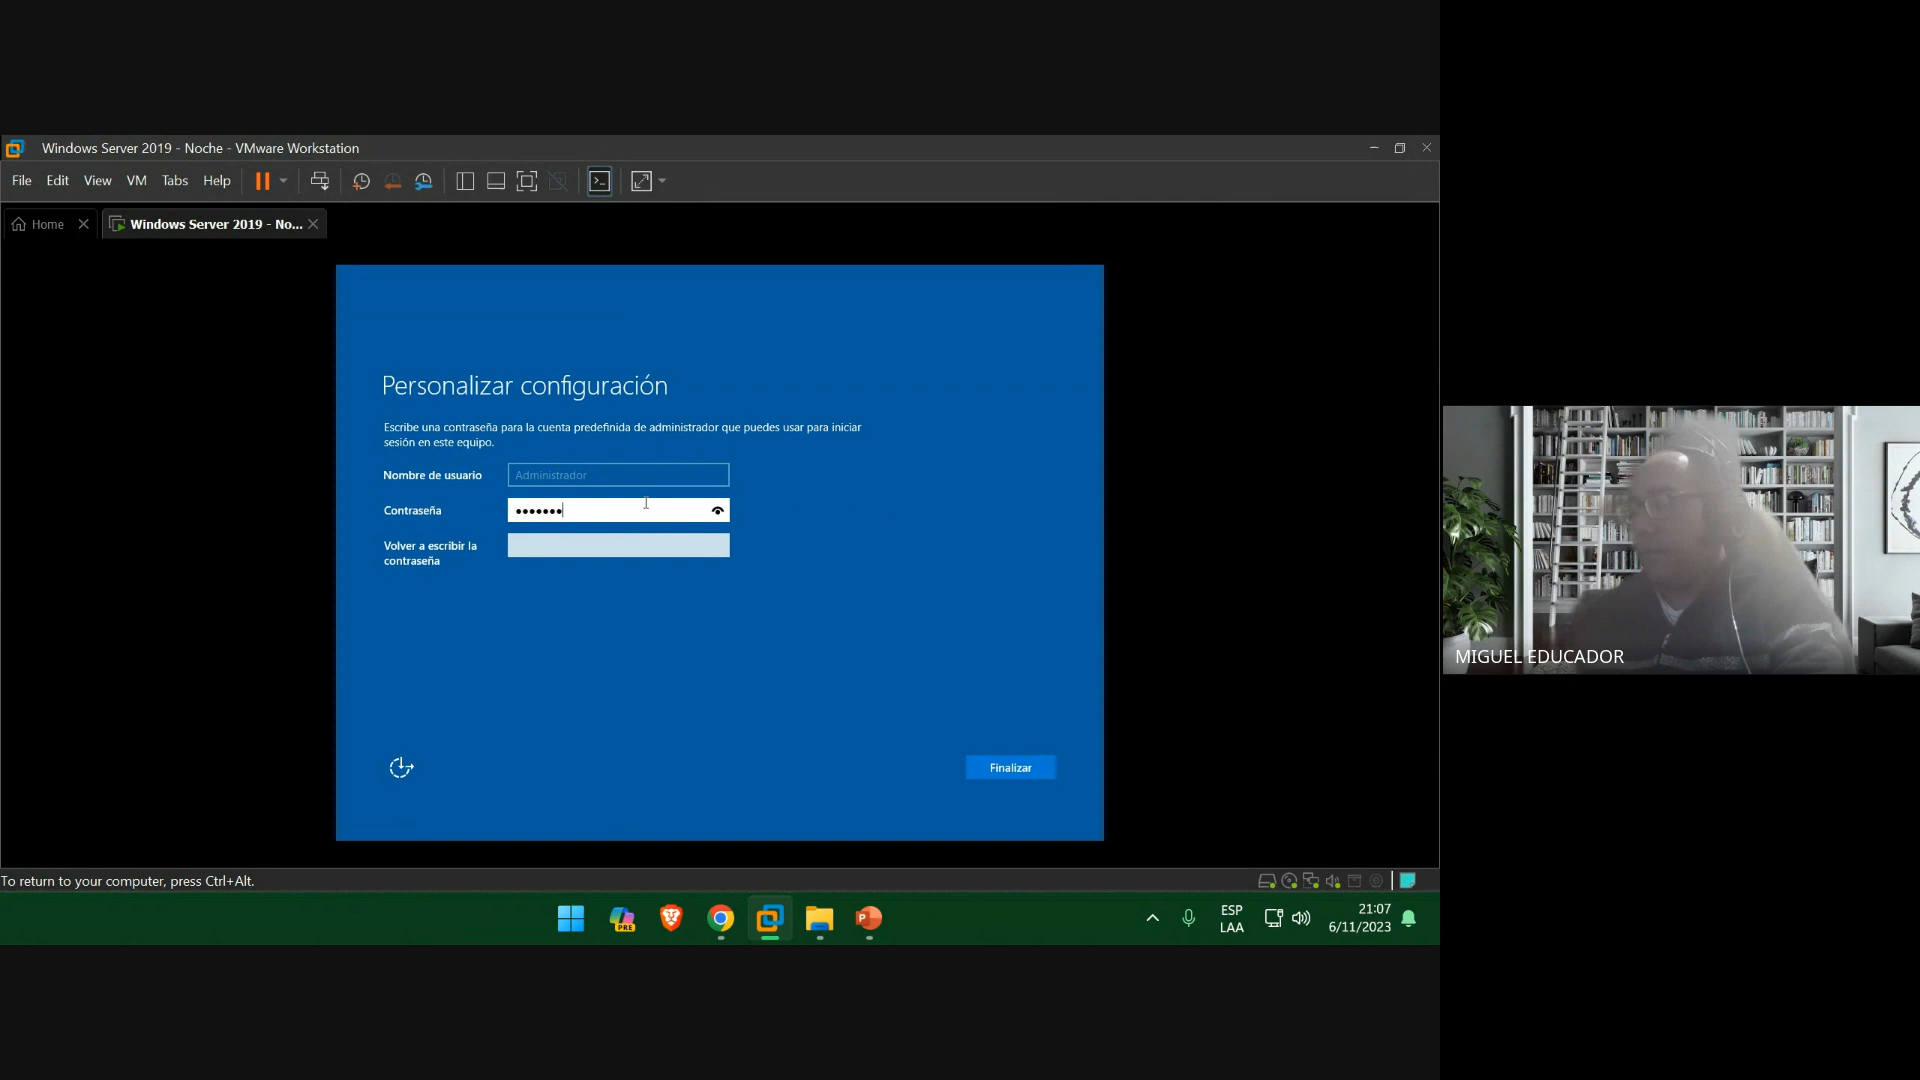 Windows Server 2019 - Noche - VMware Workstation
File Edit View VM Tabs Help
Home
Windows Server 2019 - No...
Personalizar configuración
Escribe una contraseña para la cuenta predefinida de administrador que puedes usar para iniciar
sesión en este equipo.
Nombre de usuario Administrador
Contraseña •••••••
Volver a escribir la
contraseña
Finalizar
MIGUEL EDUCADOR
To return to your computer, press Ctrl+Alt.
PRE
P
ESP
LAA
21:07
6/11/2023